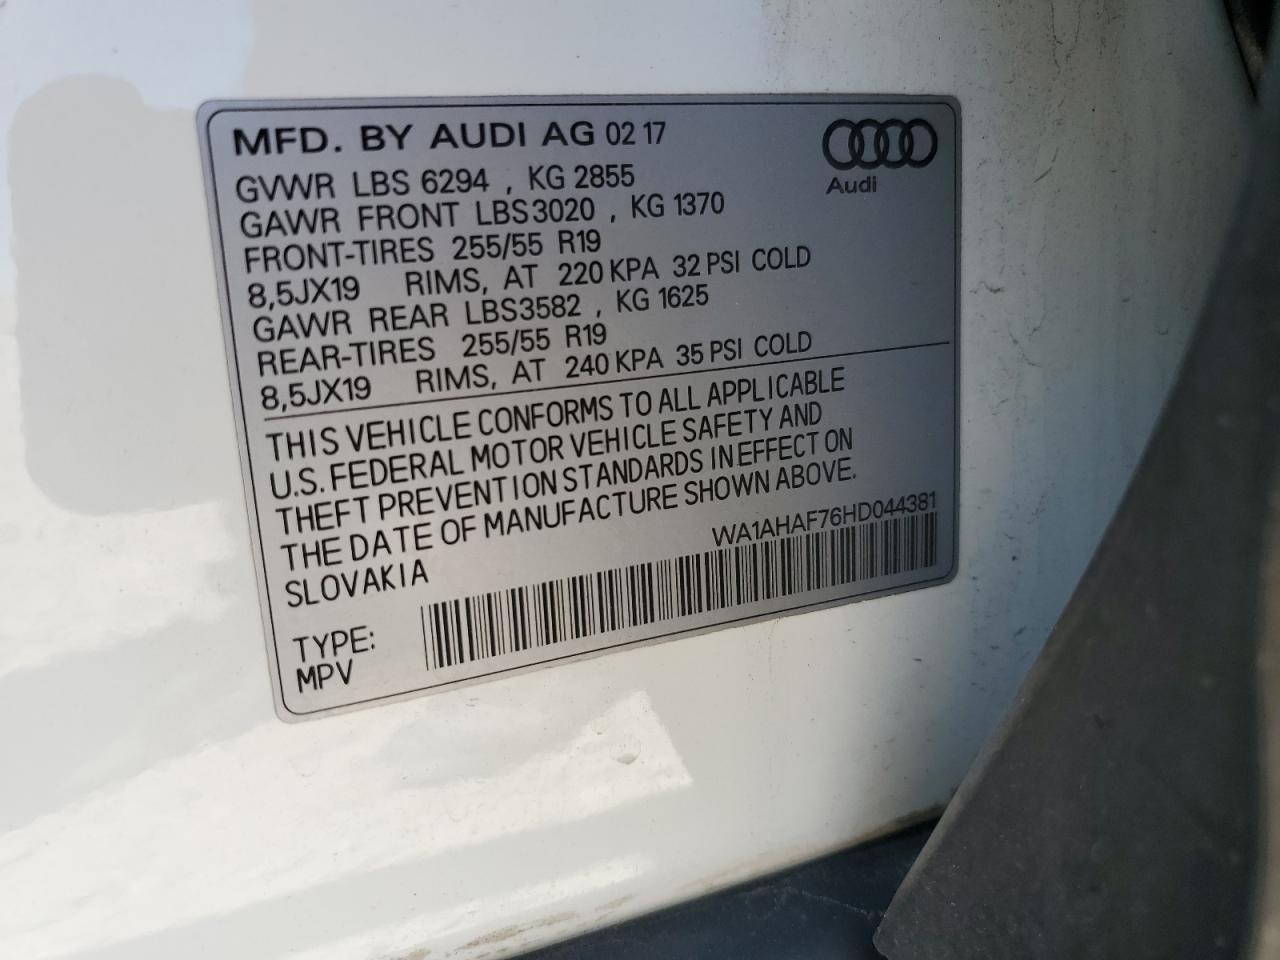 MFD. BY AUDI AG 02 17
Audi
GVWR LBS 6294 , KG 2855
GAWR FRONT LBS3020 , KG 1370
FRONT-TIRES 255/55 R19
8,5JX19 RIMS, AT 220 KPA 32 PSI COLD
GAWR REAR LBS3582 , KG 1625
REAR-TIRES 255/55 R19
8,5JX19 RIMS, AT 240 KPA 35 PSI COLD
THIS VEHICLE CONFORMS TO ALL APPLICABLE
U.S. FEDERAL MOTOR VEHICLE SAFETY AND
THEFT PREVENTION STANDARDS IN EFFECT ON
THE DATE OF MANUFACTURE SHOWN ABOVE.
SLOVAKIA
WA1AHAF76HD044381
TYPE:
MPV